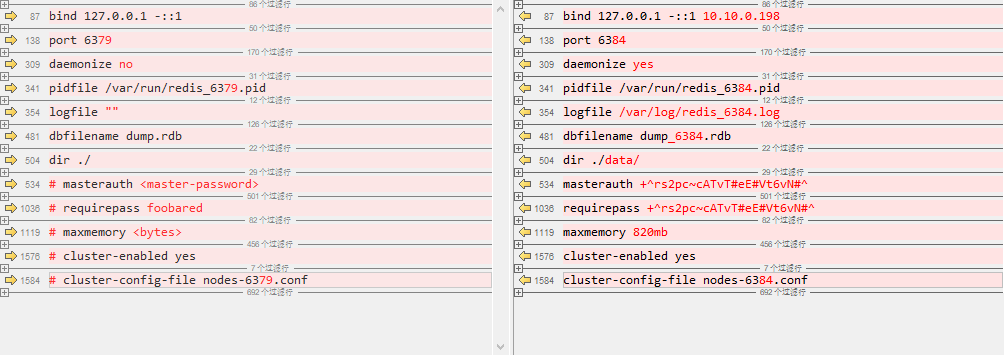 86 个过滤行
87 bind 127.0.0.1 -::1
50 个过滤行
138 port 6379
170 个过滤行
309 daemonize no
31 个过滤行
341 pidfile /var/run/redis_6379.pid
12 个过滤行
354 logfile ""
126 个过滤行
481 dbfilename dump.rdb
22 个过滤行
504 dir ./
29 个过滤行
534 # masterauth <master-password>
501 个过滤行
1036 # requirepass foobared
82 个过滤行
1119 # maxmemory <bytes>
456 个过滤行
1576 # cluster-enabled yes
7 个过滤行
1584 # cluster-config-file nodes-6379.conf
692 个过滤行
86 个过滤行
87 bind 127.0.0.1 -::1 10.10.0.198
50 个过滤行
138 port 6384
170 个过滤行
309 daemonize yes
31 个过滤行
341 pidfile /var/run/redis_6384.pid
12 个过滤行
354 logfile /var/log/redis_6384.log
126 个过滤行
481 dbfilename dump_6384.rdb
22 个过滤行
504 dir ./data/
29 个过滤行
534 masterauth +^rs2pc~cATvT#eE#Vt6vN#^
501 个过滤行
1036 requirepass +^rs2pc~cATvT#eE#Vt6vN#^
82 个过滤行
1119 maxmemory 820mb
456 个过滤行
1576 cluster-enabled yes
7 个过滤行
1584 cluster-config-file nodes-6384.conf
692 个过滤行